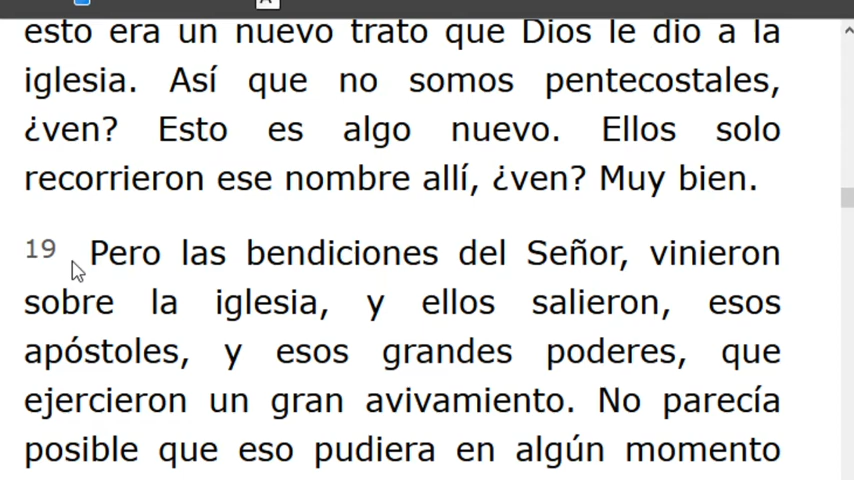 esto era un nuevo trato que Dios le dio a la
iglesia. Así que no somos pentecostales,
¿ven? Esto es algo nuevo. Ellos solo
recorrieron ese nombre allí, ¿ven? Muy bien.
19 Pero las bendiciones del Señor, vinieron
sobre la iglesia, y ellos salieron, esos
apóstoles, y esos grandes poderes, que
ejercieron un gran avivamiento. No parecía
posible que eso pudiera en algún momento